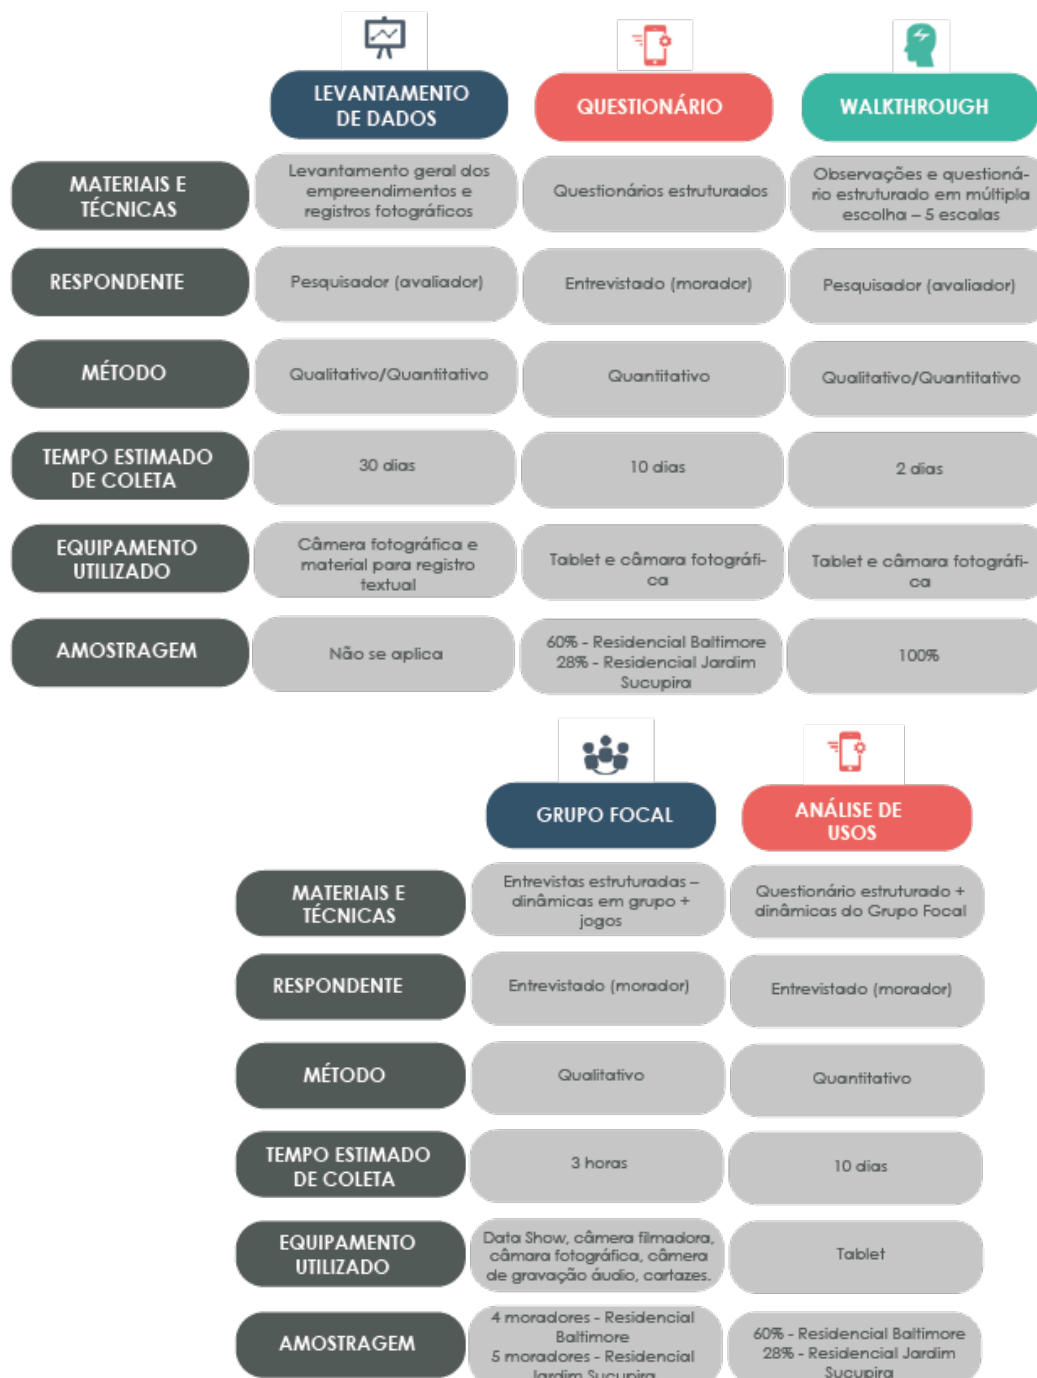 LEVANTAMENTO
DE DADOS
QUESTIONÁRIO
WALKTHROUGH
MATERIAIS E
TÉCNICAS
Levantamento geral dos
empreendimentos e
registros fotográficos
Questionários estruturados
Observações e questioná-
rio estruturado em múltipla
escolha – 5 escalas
RESPONDENTE
Pesquisador (avaliador)
Entrevistado (morador)
Pesquisador (avaliador)
MÉTODO
Qualitativo/Quantitativo
Quantitativo
Qualitativo/Quantitativo
TEMPO ESTIMADO
DE COLETA
30 dias
10 dias
2 dias
EQUIPAMENTO
UTILIZADO
Câmera fotográfica e
material para registro
textual
Tablet e câmara fotográfi-
ca
Tablet e câmara fotográfi-
ca
AMOSTRAGEM
Não se aplica
60% - Residencial Baltimore
28% - Residencial Jardim
Sucupira
100%
GRUPO FOCAL
ANÁLISE DE
USOS
MATERIAIS E
TÉCNICAS
Entrevistas estruturadas –
dinâmicas em grupo +
jogos
Questionário estruturado +
dinâmicas do Grupo Focal
RESPONDENTE
Entrevistado (morador)
Entrevistado (morador)
MÉTODO
Qualitativo
Quantitativo
TEMPO ESTIMADO
DE COLETA
3 horas
10 dias
EQUIPAMENTO
UTILIZADO
Data Show, câmera filmadora,
câmara fotográfica, câmera
de gravação áudio, cartazes.
Tablet
AMOSTRAGEM
4 moradores - Residencial
Baltimore
5 moradores - Residencial
Jardim Sucupira
60% - Residencial Baltimore
28% - Residencial Jardim
Sucupira